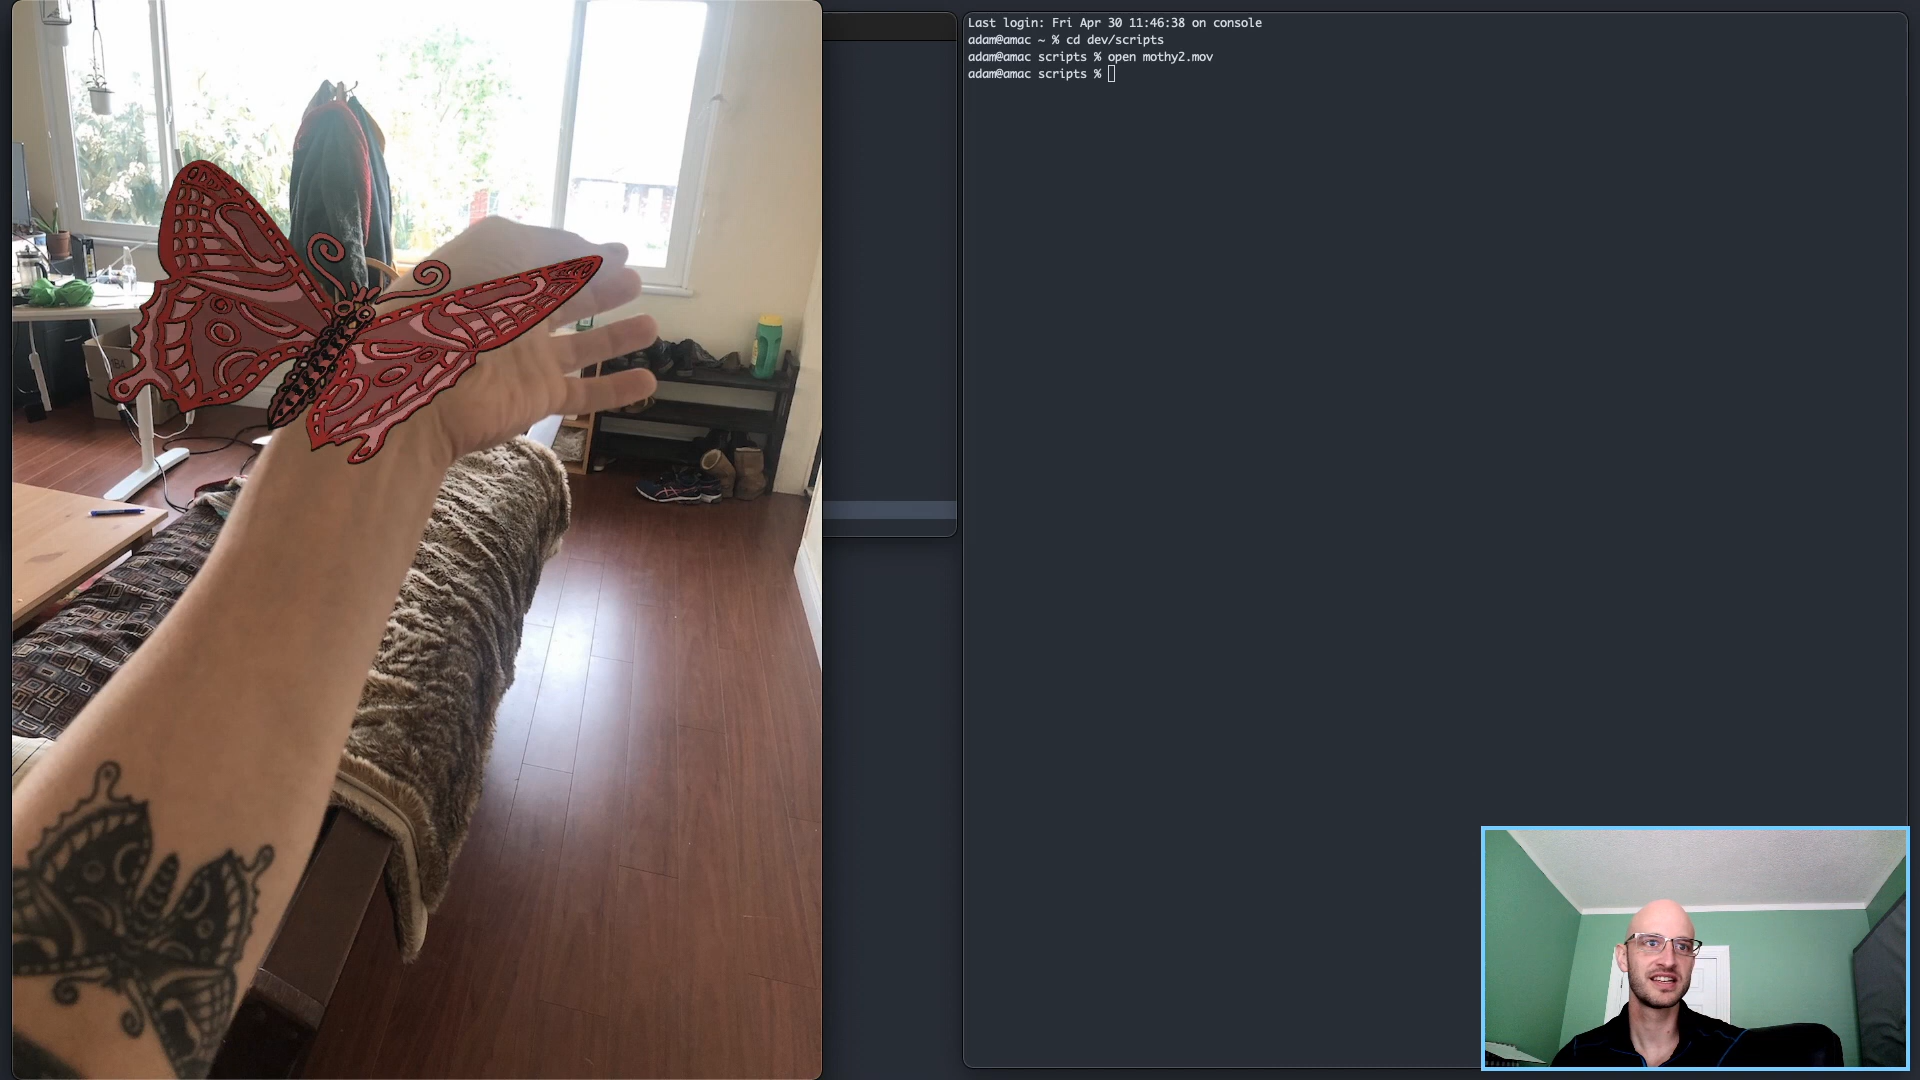 Last login: Fri Apr 30 11:46:38 on console
adam@amac ~ % cd dev/scripts
adam@amac scripts % open mothy2.mov
adam@amac scripts %